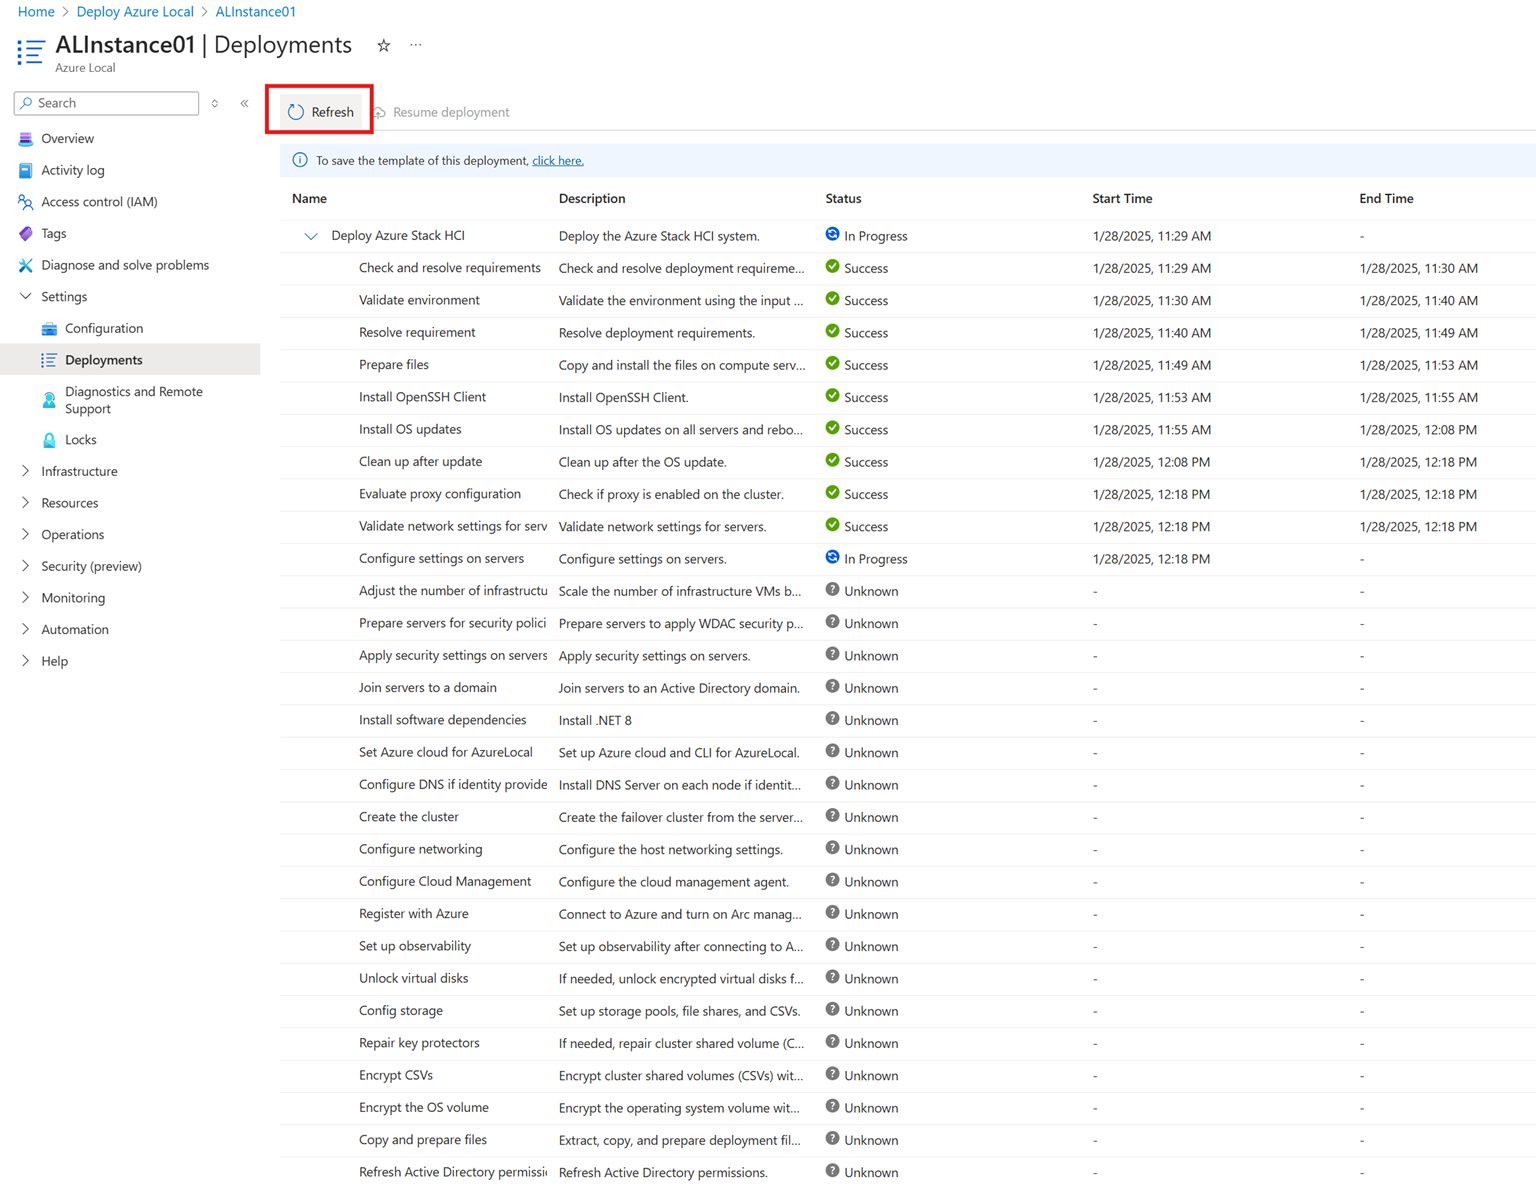 Home > Deploy Azure Local > ALInstance01
ALInstance01 | Deployments
Azure Local
Search
Refresh
Resume deployment
Overview
Activity log
Access control (IAM)
Tags
Diagnose and solve problems
Settings
Configuration
Deployments
Diagnostics and Remote
Support
Locks
Infrastructure
Resources
Operations
Security (preview)
Monitoring
Automation
Help
To save the template of this deployment, click here.
Name Description Status Start Time End Time
Deploy Azure Stack HCI Deploy the Azure Stack HCI system. In Progress 1/28/2025, 11:29 AM -
Check and resolve requirements Check and resolve deployment requireme... Success 1/28/2025, 11:29 AM 1/28/2025, 11:30 AM
Validate environment Validate the environment using the input ... Success 1/28/2025, 11:30 AM 1/28/2025, 11:40 AM
Resolve requirement Resolve deployment requirements. Success 1/28/2025, 11:40 AM 1/28/2025, 11:49 AM
Prepare files Copy and install the files on compute serv... Success 1/28/2025, 11:49 AM 1/28/2025, 11:53 AM
Install OpenSSH Client Install OpenSSH Client. Success 1/28/2025, 11:53 AM 1/28/2025, 11:55 AM
Install OS updates Install OS updates on all servers and rebo... Success 1/28/2025, 11:55 AM 1/28/2025, 12:08 PM
Clean up after update Clean up after the OS update. Success 1/28/2025, 12:08 PM 1/28/2025, 12:18 PM
Evaluate proxy configuration Check if proxy is enabled on the cluster. Success 1/28/2025, 12:18 PM 1/28/2025, 12:18 PM
Validate network settings for serv Validate network settings for servers. Success 1/28/2025, 12:18 PM 1/28/2025, 12:18 PM
Configure settings on servers Configure settings on servers. In Progress 1/28/2025, 12:18 PM -
Adjust the number of infrastructu Scale the number of infrastructure VMs b... Unknown - -
Prepare servers for security polici Prepare servers to apply WDAC security p... Unknown - -
Apply security settings on servers Apply security settings on servers. Unknown - -
Join servers to a domain Join servers to an Active Directory domain. Unknown - -
Install software dependencies Install .NET 8 Unknown - -
Set Azure cloud for AzureLocal Set up Azure cloud and CLI for AzureLocal. Unknown - -
Configure DNS if identity provide Install DNS Server on each node if identit... Unknown - -
Create the cluster Create the failover cluster from the server... Unknown - -
Configure networking Configure the host networking settings. Unknown - -
Configure Cloud Management Configure the cloud management agent. Unknown - -
Register with Azure Connect to Azure and turn on Arc manag... Unknown - -
Set up observability Set up observability after connecting to A... Unknown - -
Unlock virtual disks If needed, unlock encrypted virtual disks f... Unknown - -
Config storage Set up storage pools, file shares, and CSVs. Unknown - -
Repair key protectors If needed, repair cluster shared volume (C... Unknown - -
Encrypt CSVs Encrypt cluster shared volumes (CSVs) wit... Unknown - -
Encrypt the OS volume Encrypt the operating system volume wit... Unknown - -
Copy and prepare files Extract, copy, and prepare deployment fil... Unknown - -
Refresh Active Directory permissi Refresh Active Directory permissions. Unknown - -